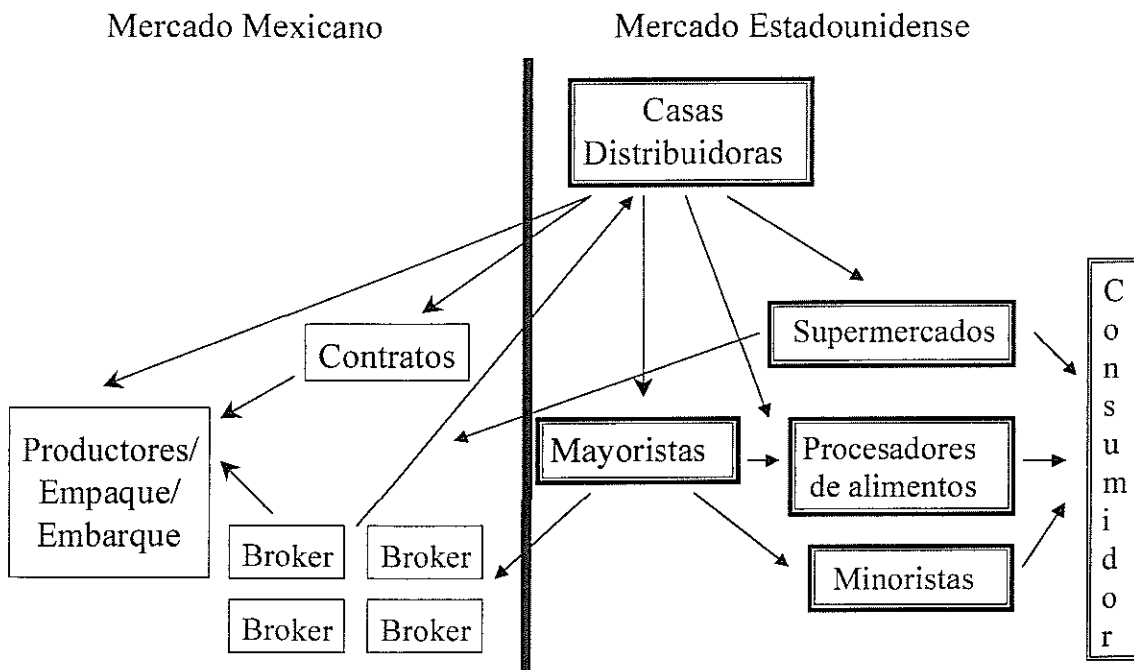 Mercado Mexicano
Mercado Estadounidense
Casas
Distribuidoras
Contratos
Supermercados
Productores/
Empaque/
Embarque
Mayoristas
Procesadores
de alimentos
Broker
Broker
Broker
Broker
Minoristas
Consumidor